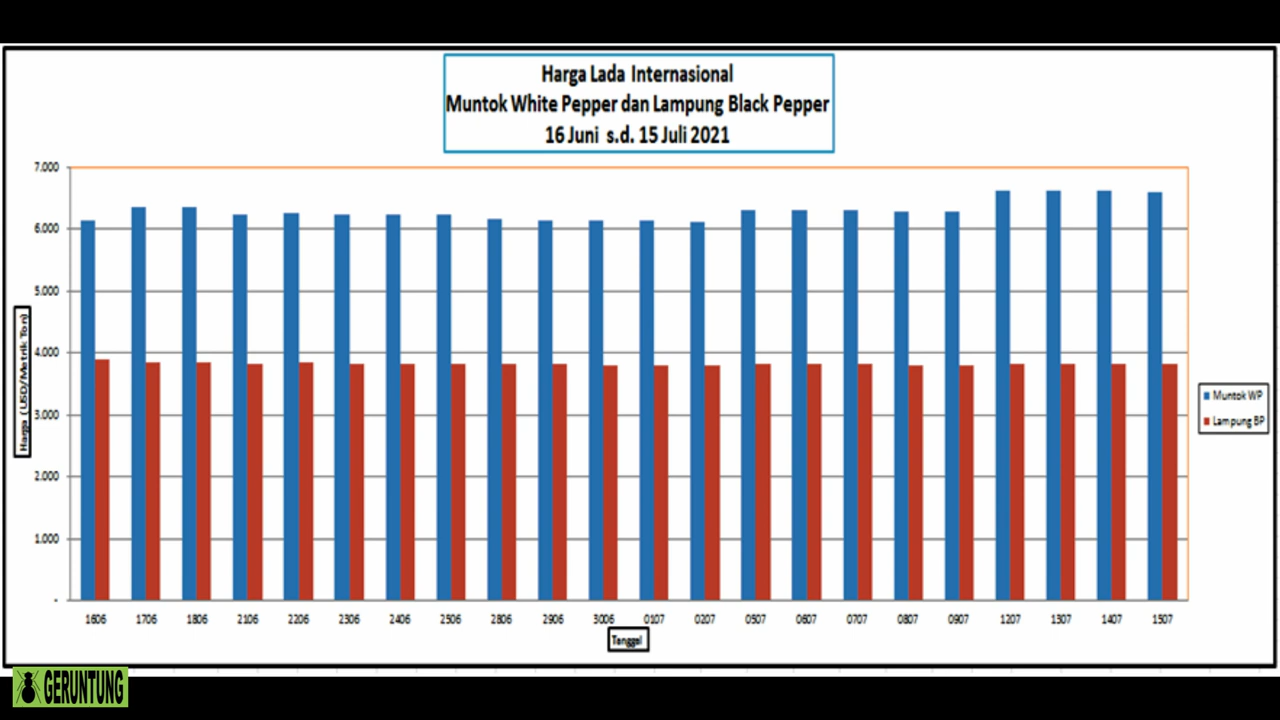 Harga Lada Internasional
Muntok White Pepper dan Lampung Black Pepper
16 Juni s.d. 15 Juli 2021
7.000
6.000
5.000
4.000
3.000
2.000
1.000
-
Harga (USD/Metrik Ton)
Muntok WP
Lampung BP
1606 1706 1806 2106 2206 2306 2406 2506 2806 2906 3006 0107 0207 0507 0607 0707 0807 0907 1207 1307 1407 1507
Tanggal
GERUNTUNG